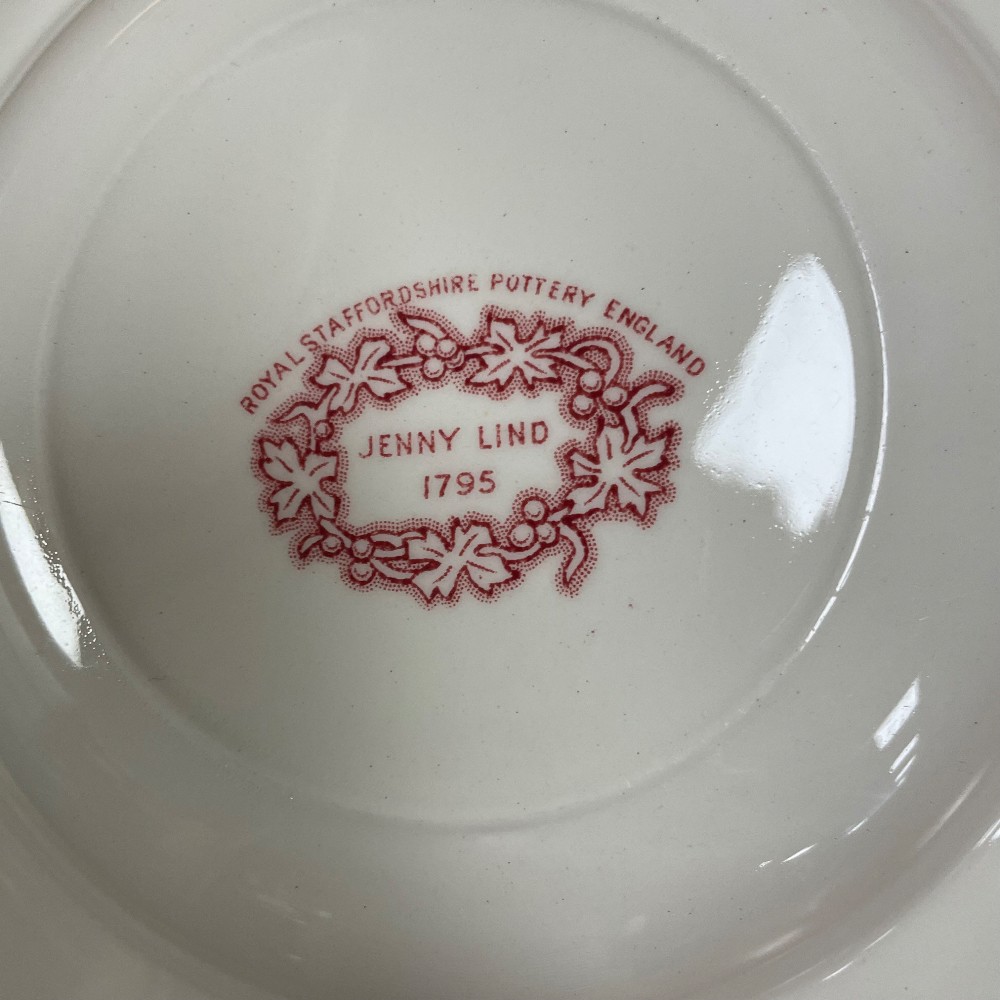 ROYAL STAFFORDSHIRE POTTERY ENGLAND
JENNY LIND
1795